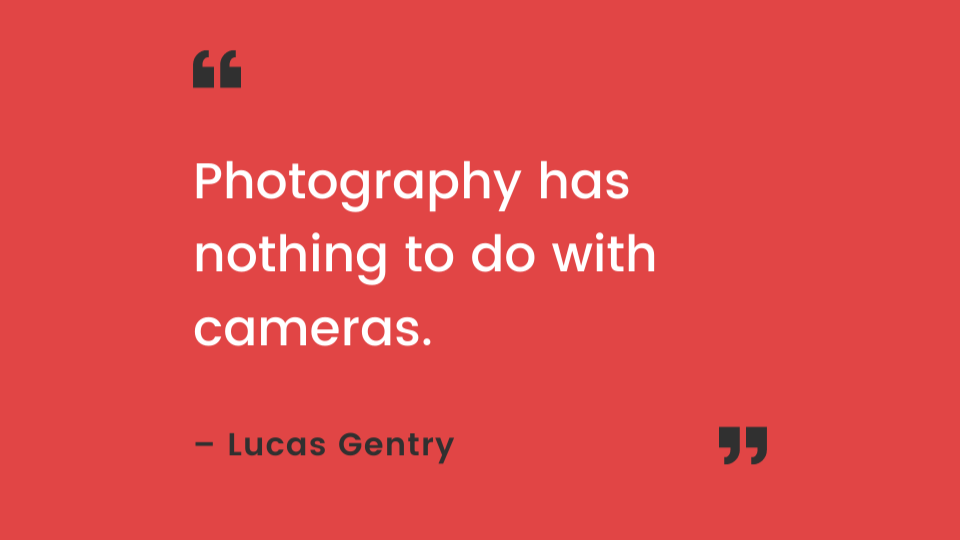 “
Photography has
nothing to do with
cameras.
– Lucas Gentry
”